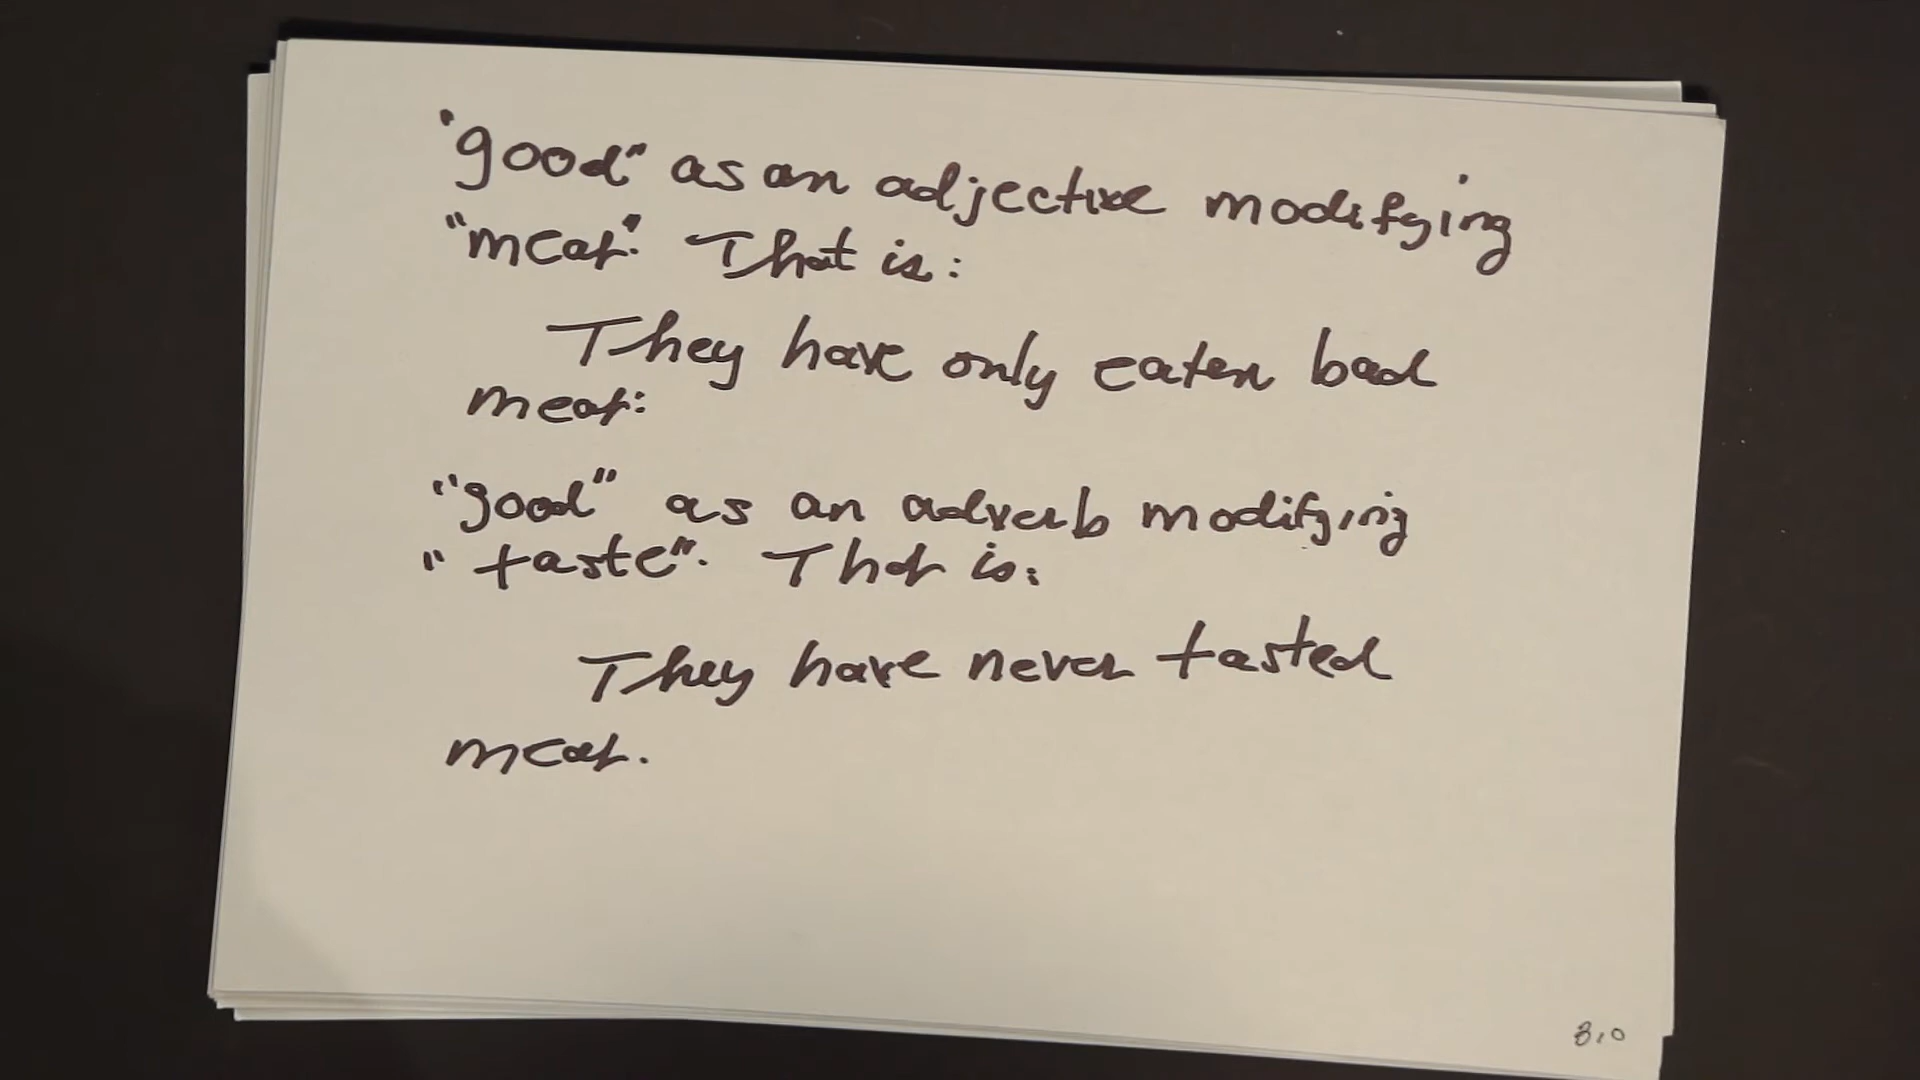 "good" as an adjective modifying
"meat". That is:
They have only eaten bad
meat:
"good" as an adverb modifying
"taste". That is:
They have never tasted
meat.
8,0